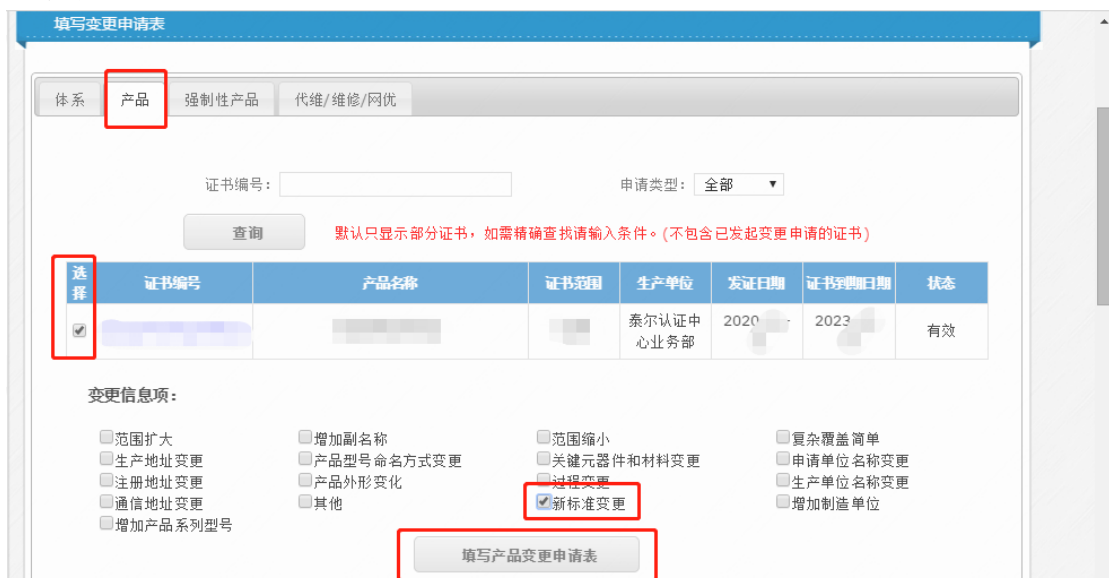 填写变更申请表
体系 产品 强制性产品 代维/维修/网优
证书编号： 申请类型： 全部
查询 默认只显示部分证书，如需精确查找请输入条件。(不包含已发起变更申请的证书)
选择 证书编号 产品名称 证书范围 生产单位 发证日期 证书到期日期 状态
泰尔认证中心业务部 2020 2023 有效
变更信息项：
范围扩大 增加副名称 范围缩小 复杂覆盖简单
生产地址变更 产品型号命名方式变更 关键元器件和材料变更 申请单位名称变更
注册地址变更 产品外形变化 过程变更 生产单位名称变更
通信地址变更 其他 新标准变更 增加制造单位
增加产品系列型号
填写产品变更申请表